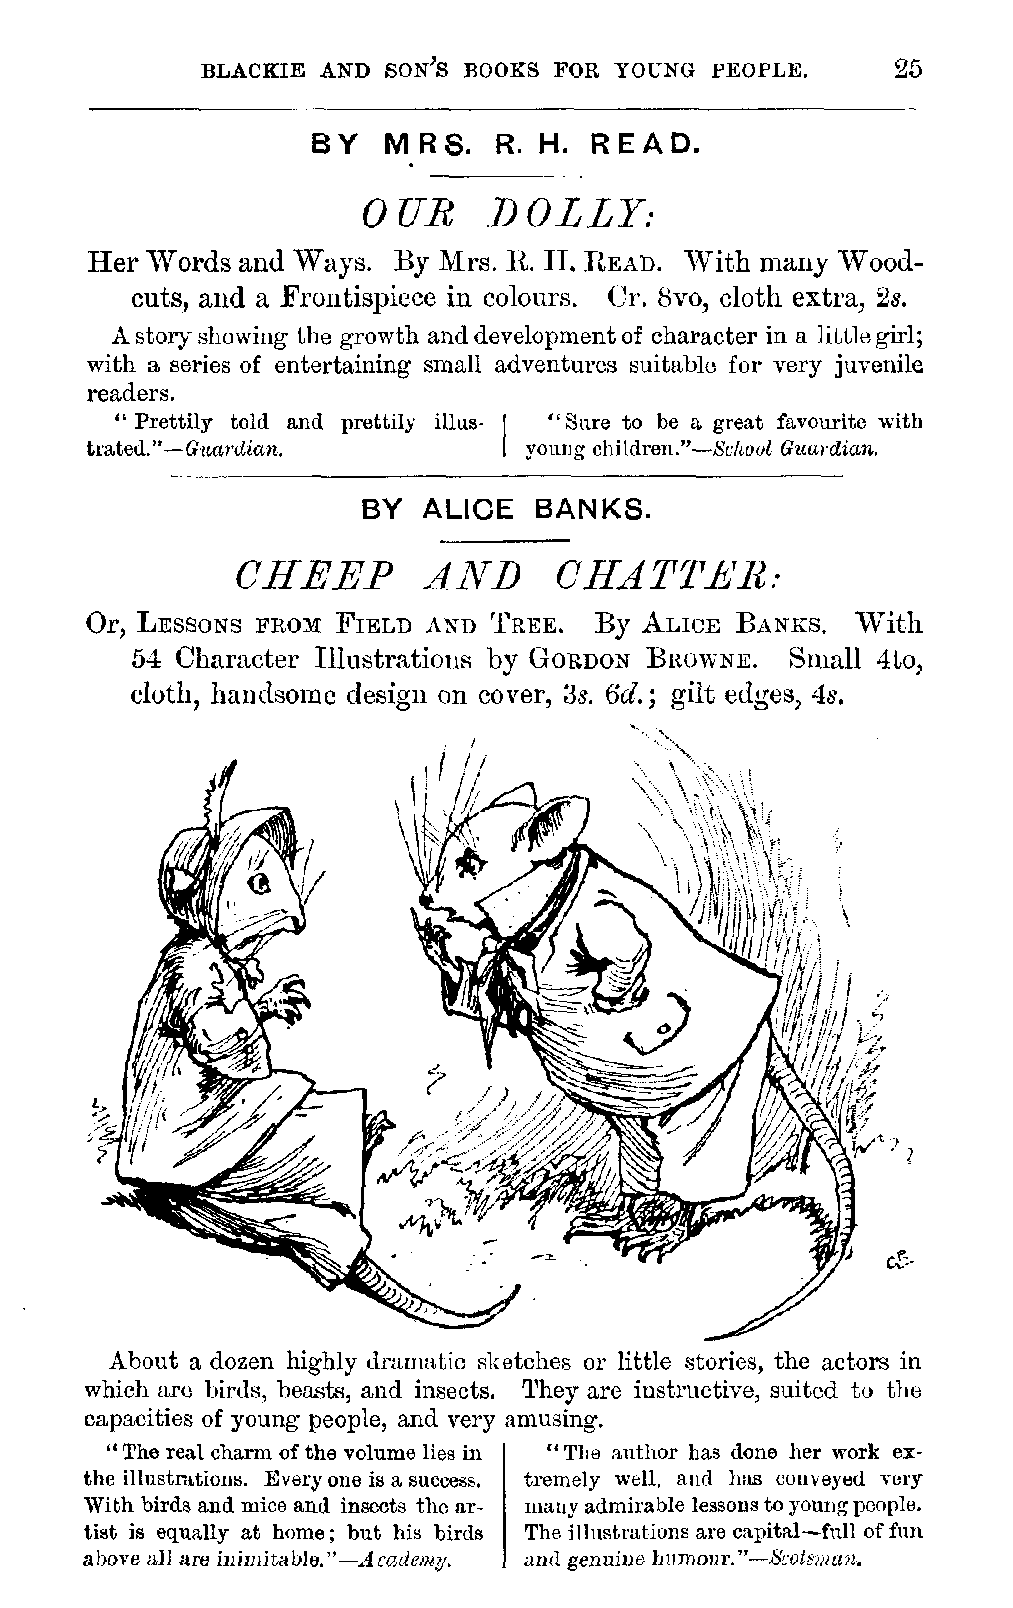 BLACKIE AND SON'S BOOKS FOR YOUNG PEOPLE. 25
BY MRS. R. H. READ.
OUR DOLLY:
Her Words and Ways. By Mrs. R. H. READ. With many Wood-
cuts, and a Frontispiece in colours. Cr. 8vo, cloth extra, 2s.
A story showing the growth and development of character in a little girl;
with a series of entertaining small adventures suitable for very juvenile
readers.
"Prettily told and prettily illus-
trated."—Guardian.
"Sure to be a great favourite with
young children."—School Guardian.
BY ALICE BANKS.
CHEEP AND CHATTER:
Or, LESSONS FROM FIELD AND TREE. By ALICE BANKS. With
54 Character Illustrations by GORDON BROWNE. Small 4to,
cloth, handsome design on cover, 3s. 6d.; gilt edges, 4s.
About a dozen highly dramatic sketches or little stories, the actors in
which are birds, beasts, and insects. They are instructive, suited to the
capacities of young people, and very amusing.
"The real charm of the volume lies in
the illustrations. Every one is a success.
With birds and mice and insects the ar-
tist is equally at home; but his birds
above all are inimitable."—Academy.
"The author has done her work ex-
tremely well, and has conveyed very
many admirable lessons to young people.
The illustrations are capital—full of fun
and genuine humour."—Scotsman.